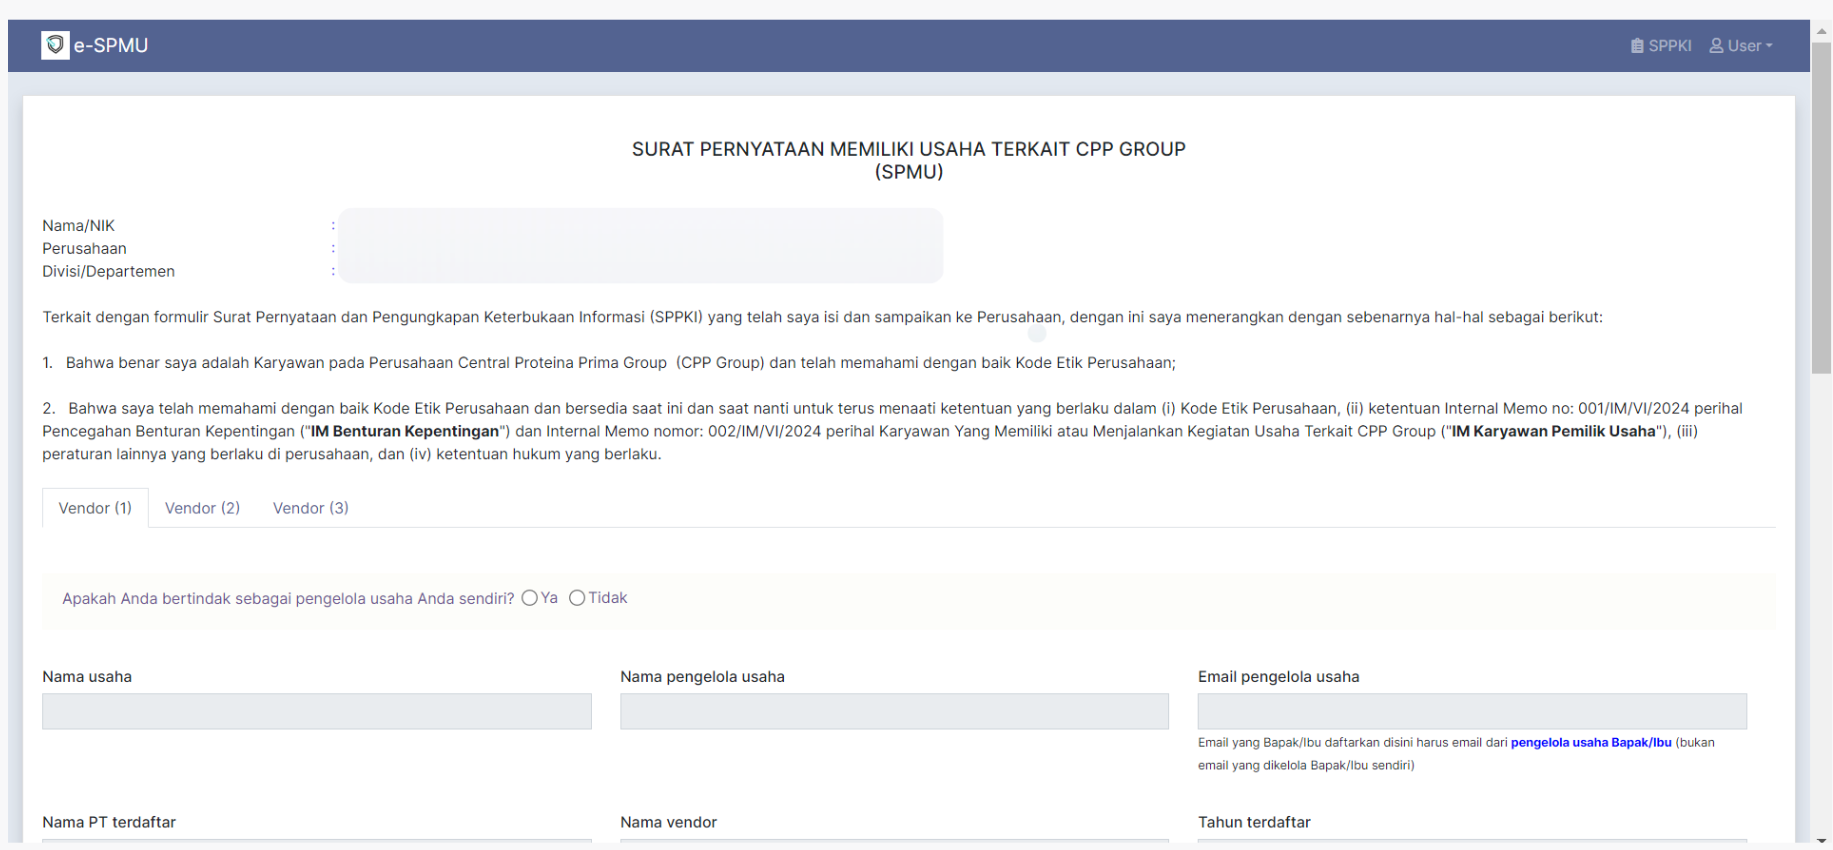 e-SPMU
SPPKI User
SURAT PERNYATAAN MEMILIKI USAHA TERKAIT CPP GROUP
(SPMU)
Nama/NIK :
Perusahaan :
Divisi/Departemen :
Terkait dengan formulir Surat Pernyataan dan Pengungkapan Keterbukaan Informasi (SPPKI) yang telah saya isi dan sampaikan ke Perusahaan, dengan ini saya menerangkan dengan sebenarnya hal-hal sebagai berikut:
1. Bahwa benar saya adalah Karyawan pada Perusahaan Central Proteina Prima Group (CPP Group) dan telah memahami dengan baik Kode Etik Perusahaan;
2. Bahwa saya telah memahami dengan baik Kode Etik Perusahaan dan bersedia saat ini dan saat nanti untuk terus menaati ketentuan yang berlaku dalam (i) Kode Etik Perusahaan, (ii) ketentuan Internal Memo no: 001/IM/VI/2024 perihal
Pencegahan Benturan Kepentingan ("IM Benturan Kepentingan") dan Internal Memo nomor: 002/IM/VI/2024 perihal Karyawan Yang Memiliki atau Menjalankan Kegiatan Usaha Terkait CPP Group ("IM Karyawan Pemilik Usaha"), (iii)
peraturan lainnya yang berlaku di perusahaan, dan (iv) ketentuan hukum yang berlaku.
Vendor (1) Vendor (2) Vendor (3)
Apakah Anda bertindak sebagai pengelola usaha Anda sendiri? Ya Tidak
Nama usaha
Nama pengelola usaha
Email pengelola usaha
Email yang Bapak/Ibu daftarkan disini harus email dari pengelola usaha Bapak/Ibu (bukan
email yang dikelola Bapak/Ibu sendiri)
Nama PT terdaftar
Nama vendor
Tahun terdaftar